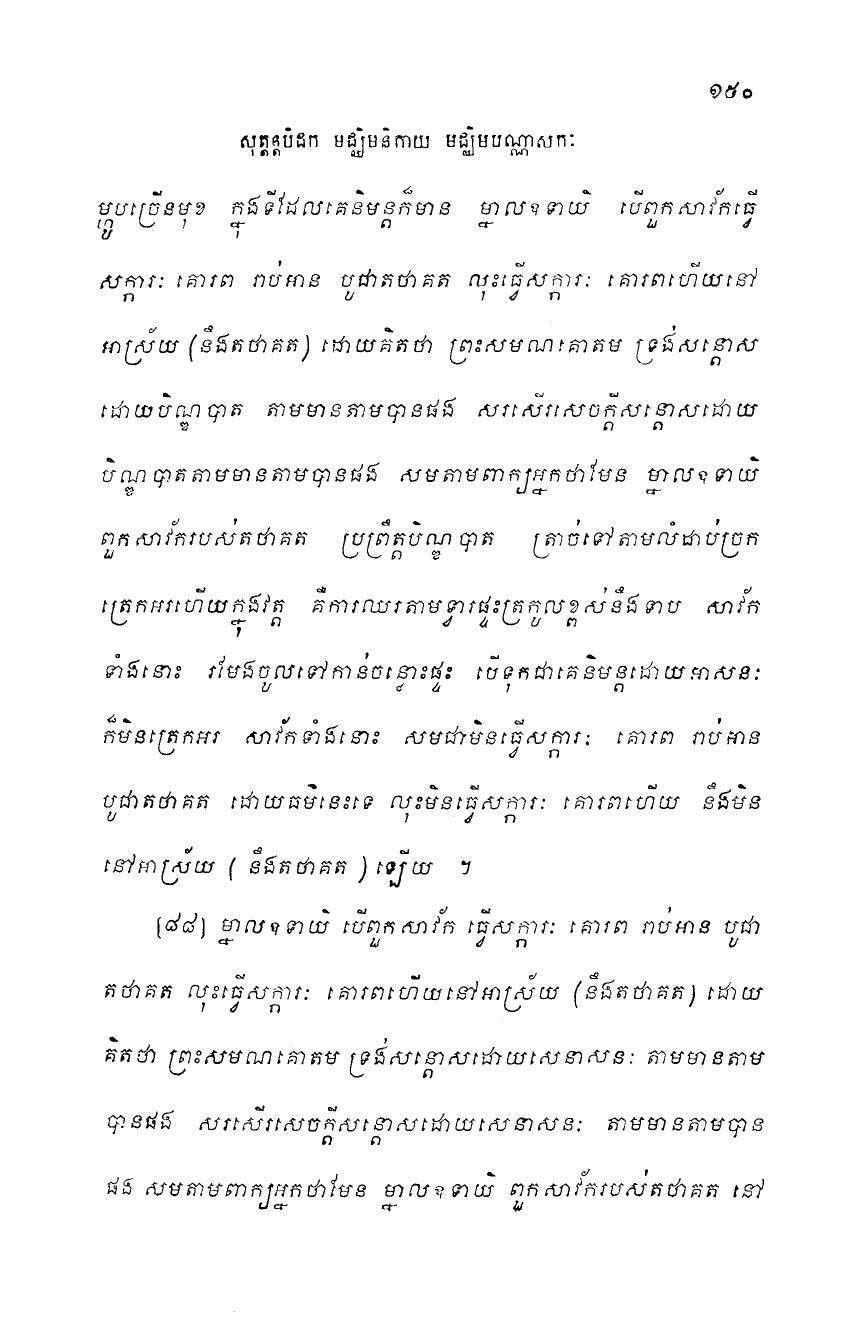 ១៥០
សុត្តន្តបិដក មជ្ឈិមនិកាយ មជ្ឈិមបណ្ណាសកៈ
ម្ហូបច្រើនមុខ ក្នុងទីដែលគេនិមន្តក៏មាន ម្នាលឧទាយិ បើពួកសាវ័កធ្វើ
សក្ការៈ គោរព រាប់អាន បូជាតថាគត លុះធ្វើសក្ការៈ គោរពហើយនៅ
អាស្រ័យ (នឹងតថាគត) ដោយគិតថា ព្រះសមណគោតម ទ្រង់សន្តោស
ដោយបិណ្ឌបាត តាមមានតាមបានផង សរសើរសេចក្តីសន្តោសដោយ
បិណ្ឌបាតតាមមានតាមបានផង សមតាមពាក្យអ្នកថាមែន ម្នាលឧទាយិ
ពួកសាវ័ករបស់តថាគត ប្រព្រឹត្តបិណ្ឌបាត ត្រាច់ទៅតាមលំដាប់ច្រក
ត្រេកអរហើយក្នុងវត្ត គឺការឈរតាមទ្វារផ្ទះត្រកូលខ្ពស់នឹងទាប សាវ័ក
ទាំងនោះ រមែងចូលទៅកាន់ចន្លោះផ្ទះ បើទុកជាគេនិមន្តដោយអាសនៈ
ក៏មិនត្រេកអរ សាវ័កទាំងនោះ សមជាមិនធ្វើសក្ការៈ គោរព រាប់អាន
បូជាតថាគត ដោយធម៌នេះទេ លុះមិនធ្វើសក្ការៈ គោរពហើយ នឹងមិន
នៅអាស្រ័យ ( នឹងតថាគត ) ឡើយ ។
(៨៨) ម្នាលឧទាយិ បើពួកសាវ័ក ធ្វើសក្ការៈ គោរព រាប់អាន បូជា
តថាគត លុះធ្វើសក្ការៈ គោរពហើយនៅអាស្រ័យ (នឹងតថាគត) ដោយ
គិតថា ព្រះសមណគោតម ទ្រង់សន្តោសដោយសេនាសនៈ តាមមានតាម
បានផង សរសើរសេចក្តីសន្តោសដោយសេនាសនៈ តាមមានតាមបាន
ផង សមតាមពាក្យអ្នកថាមែន ម្នាលឧទាយិ ពួកសាវ័ករបស់តថាគត នៅ